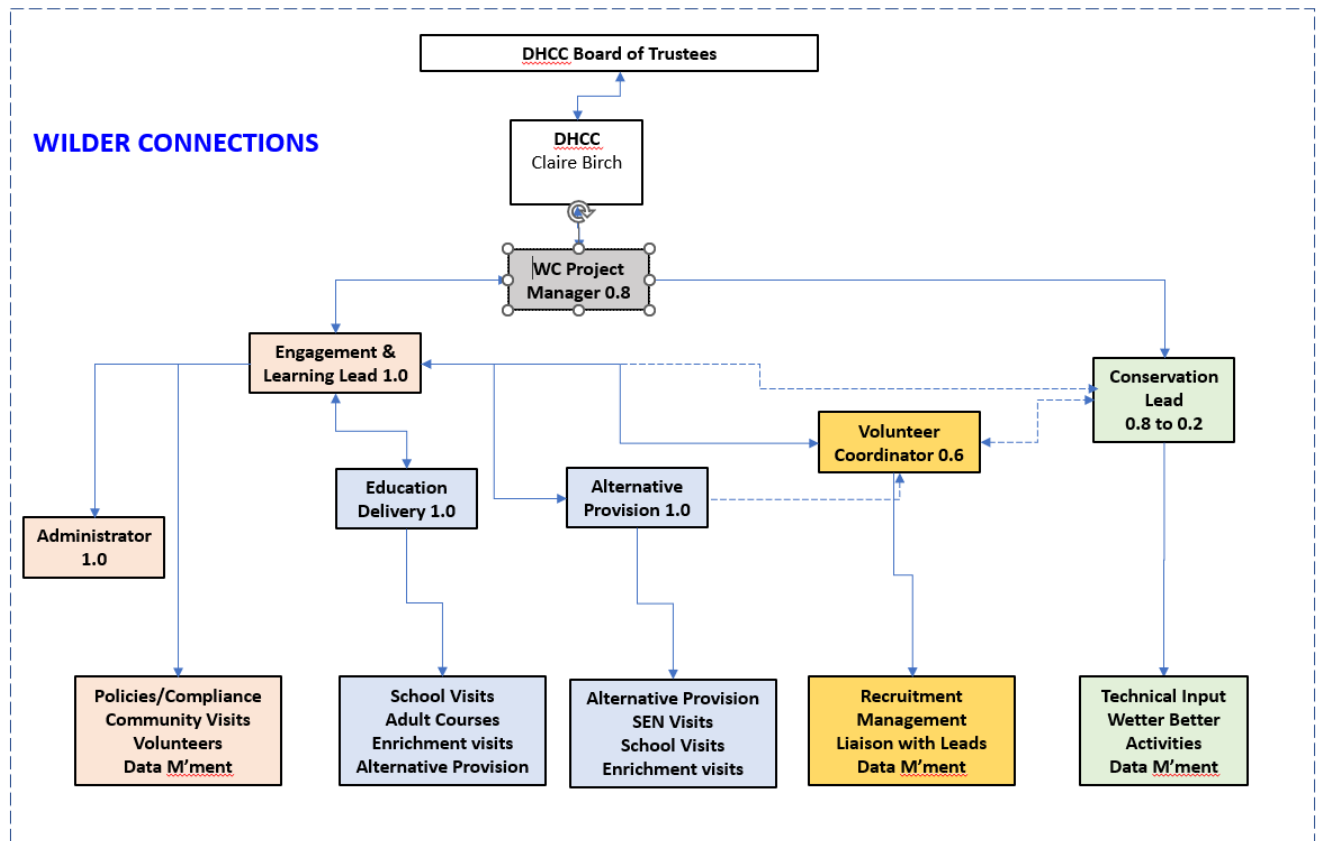 DHCC Board of Trustees
WILDER CONNECTIONS
DHCC
Claire Birch
WC Project
Manager 0.8
Engagement &
Learning Lead 1.0
Conservation
Lead
0.8 to 0.2
Volunteer
Coordinator 0.6
Education
Delivery 1.0
Alternative
Provision 1.0
Administrator
1.0
Policies/Compliance
Community Visits
Volunteers
Data M’ment
School Visits
Adult Courses
Enrichment visits
Alternative Provision
Alternative Provision
SEN Visits
School Visits
Enrichment visits
Recruitment
Management
Liaison with Leads
Data M’ment
Technical Input
Wetter Better
Activities
Data M’ment